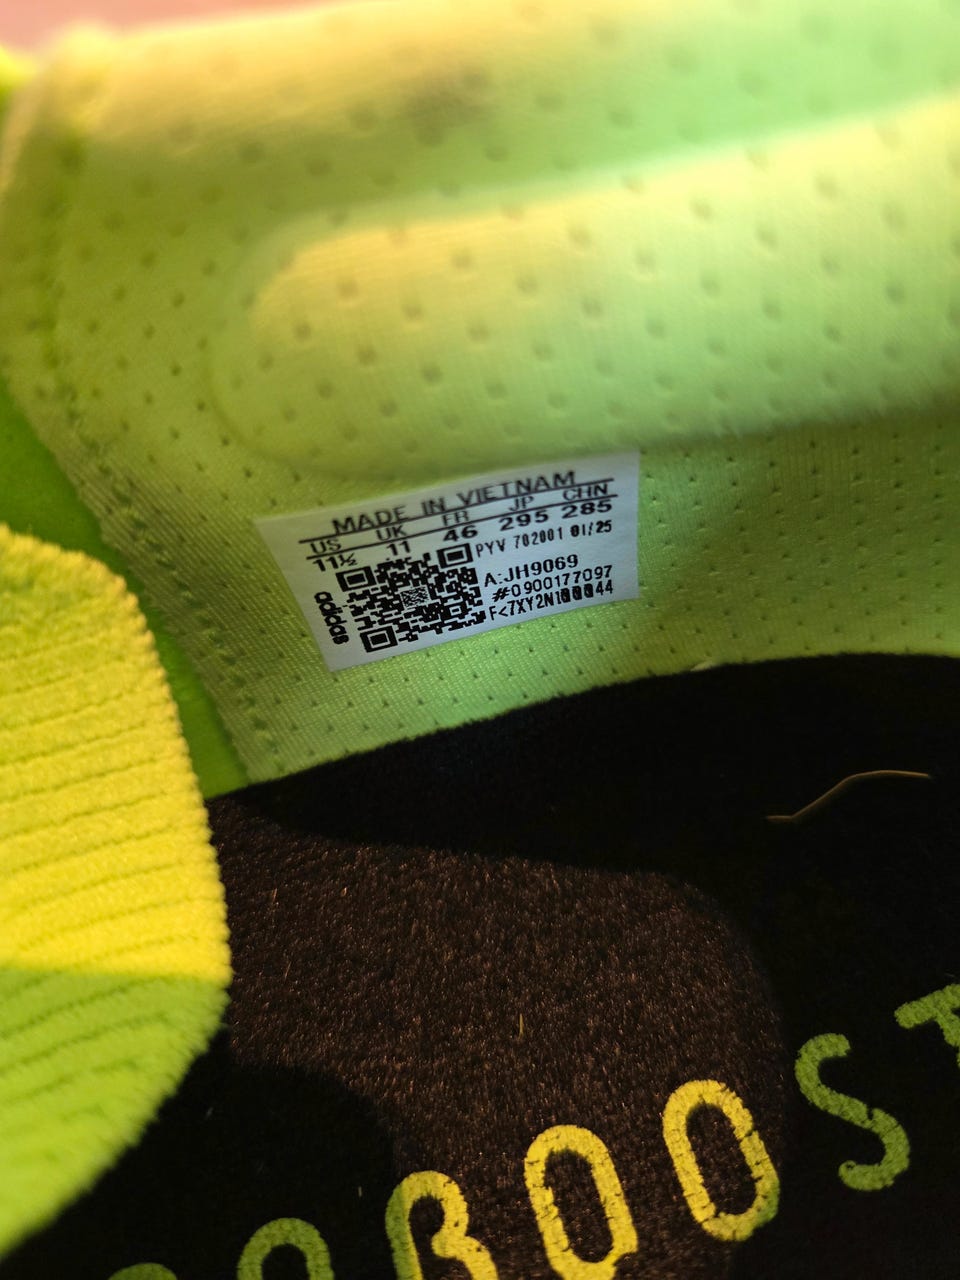 MADE IN VIETNAM
US UK FR JP CHN
11½ 11 46 295 285
PYV 702001 01/25
A:JH9069
#0900177097
adidas
BOOST